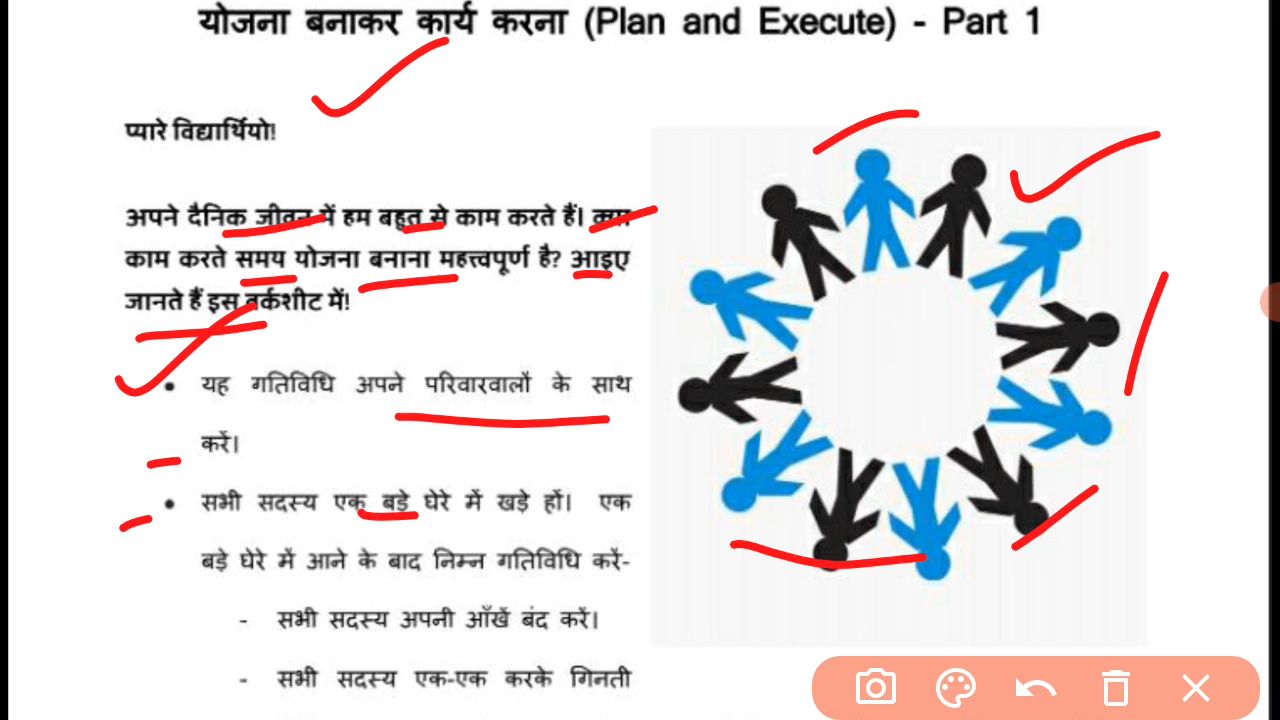 योजना बनाकर कार्य करना (Plan and Execute) - Part 1
प्यारे विद्यार्थियो!
अपने दैनिक जीवन में हम बहुत से काम करते हैं। क्या
काम करते समय योजना बनाना महत्त्वपूर्ण है? आइए
जानते हैं इस वर्कशीट में!
• यह गतिविधि अपने परिवारवालों के साथ
करें।
• सभी सदस्य एक बड़े घेरे में खड़े हों। एक
बड़े घेरे में आने के बाद निम्न गतिविधि करें-
- सभी सदस्य अपनी आँखें बंद करें।
- सभी सदस्य एक-एक करके गिनती